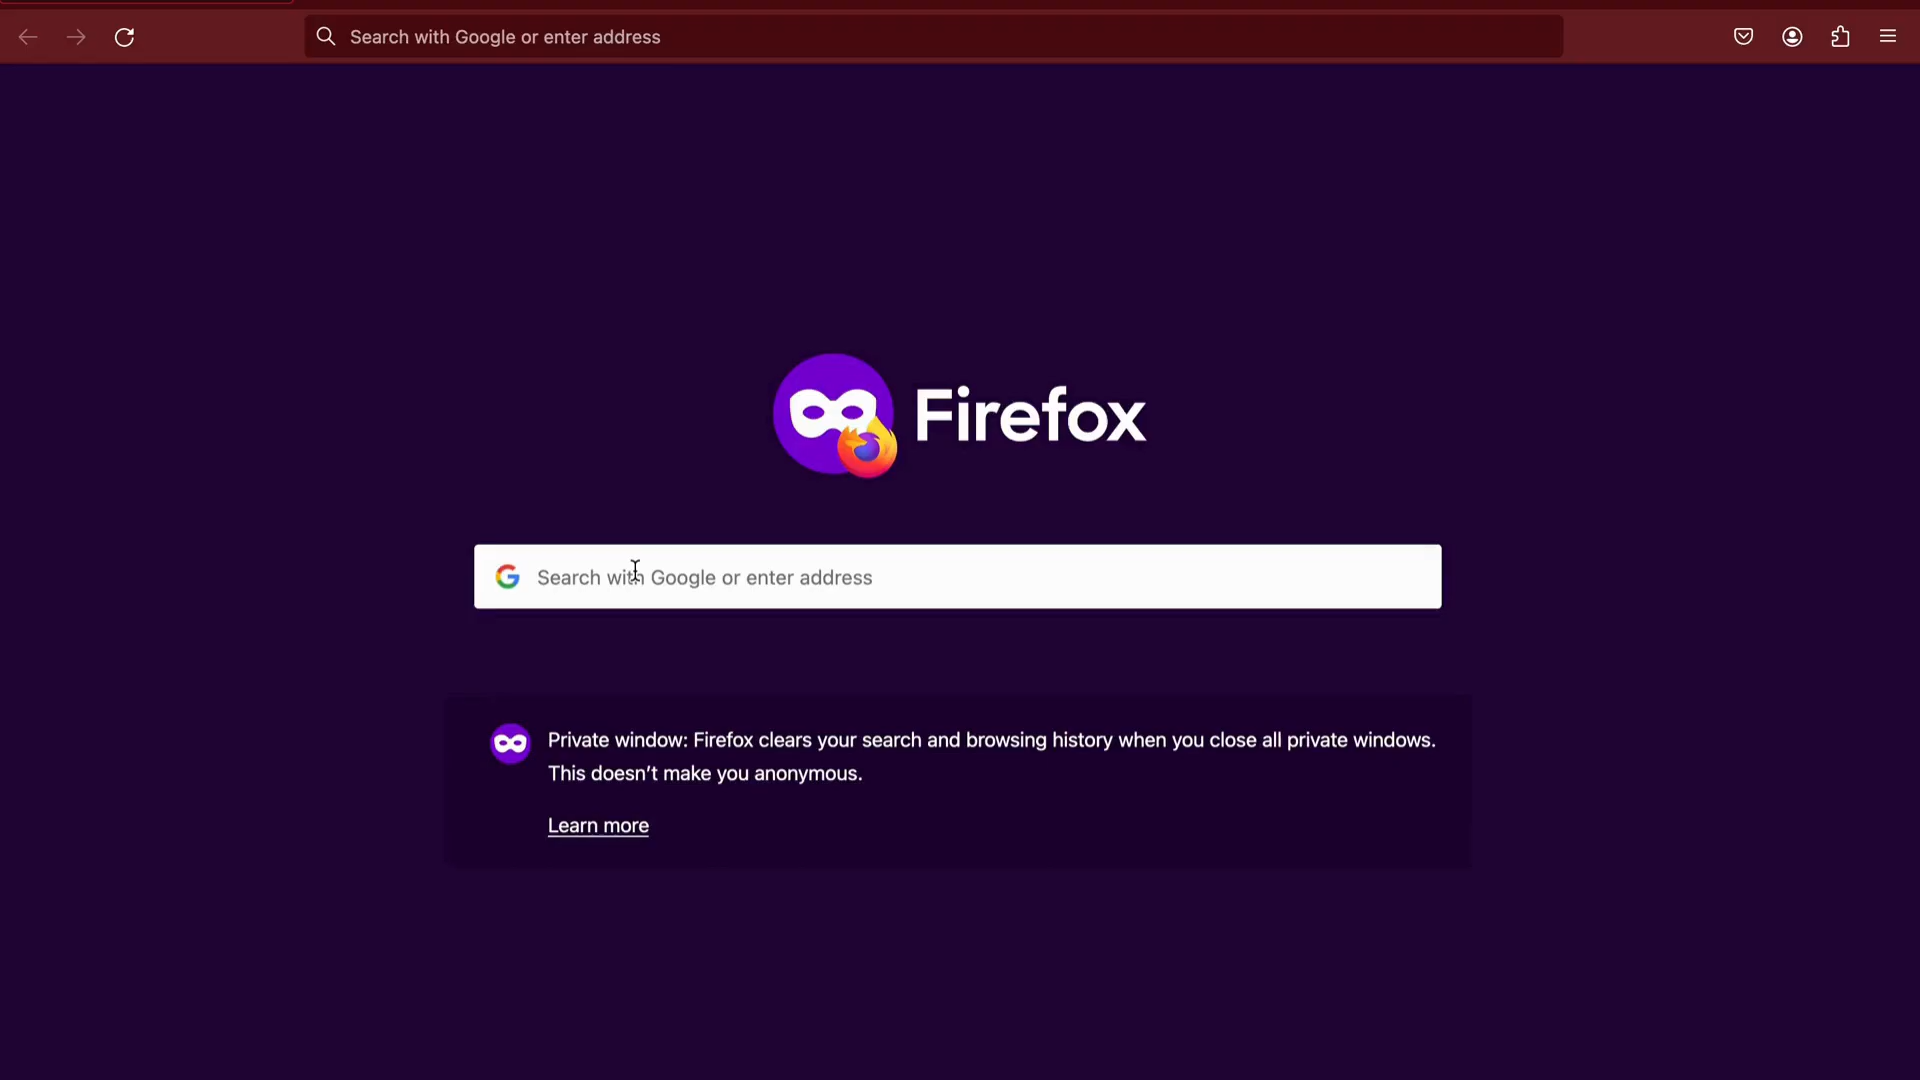 Search with Google or enter address
Firefox
Search with Google or enter address
Private window: Firefox clears your search and browsing history when you close all private windows.
This doesn’t make you anonymous.
Learn more